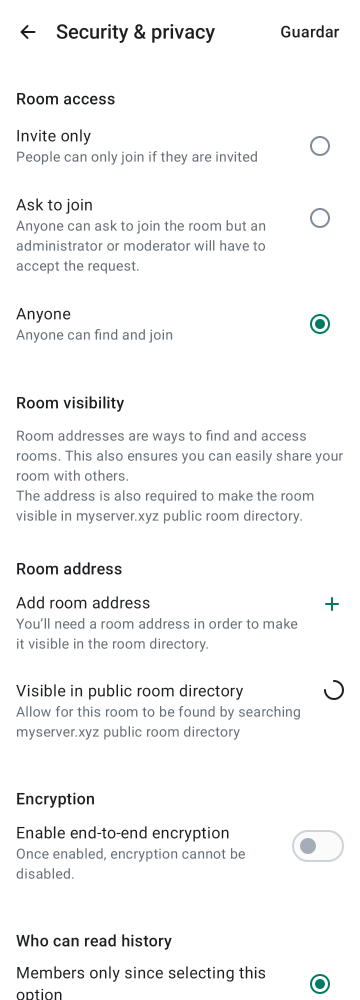 Security & privacy
Guardar
Room access
Invite only
People can only join if they are invited
Ask to join
Anyone can ask to join the room but an
administrator or moderator will have to
accept the request.
Anyone
Anyone can find and join
Room visibility
Room addresses are ways to find and access
rooms. This also ensures you can easily share your
room with others.
The address is also required to make the room
visible in myserver.xyz public room directory.
Room address
Add room address
You'll need a room address in order to make
it visible in the room directory.
Visible in public room directory
Allow for this room to be found by searching
myserver.xyz public room directory
Encryption
Enable end-to-end encryption
Once enabled, encryption cannot be
disabled.
Who can read history
Members only since selecting this
option